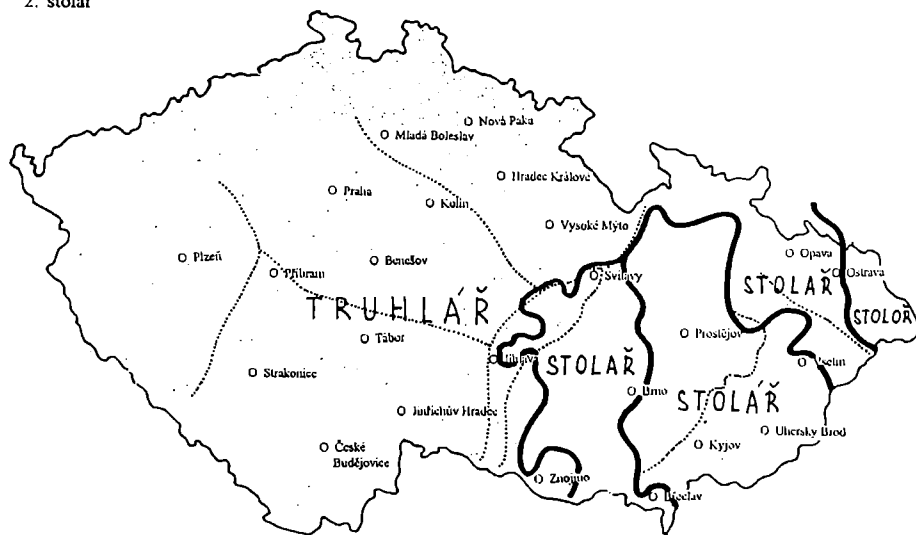 2. stolař
Nová Paka
Mladá Boleslav
Hradec Králové
Praha
Kolín
Vysoké Mýto
Plzeň
Benešov
Příbram
Svitavy
Opava
Ostrava
TRUHLÁŘ
STOLAŘ
STOLOŘ
Tábor
Jihlava
Prostějov
Vsetín
STOLAŘ
Strakonice
Brno
STOLÁŘ
Jindřichův Hradec
Uherský Brod
Kyjov
České
Budějovice
Znojmo
Břeclav